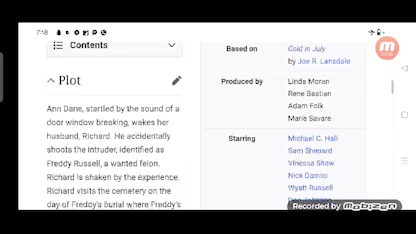 7:18
Contents
Plot
Ann Dane, startled by the sound of a
door window breaking, wakes her
husband, Richard. He accidentally
shoots the intruder, identified as
Freddy Russell, a wanted felon.
Richard is shaken by the experience.
Richard visits the cemetery on the
day of Freddy's burial where Freddy's
Based on
Cold in July
by Joe R. Lansdale
Produced by
Linda Moran
Rene Bastian
Adam Folk
Marie Savare
Starring
Michael C. Hall
Sam Shepard
Vinessa Shaw
Nick Damici
Wyatt Russell
Recorded by mobizen